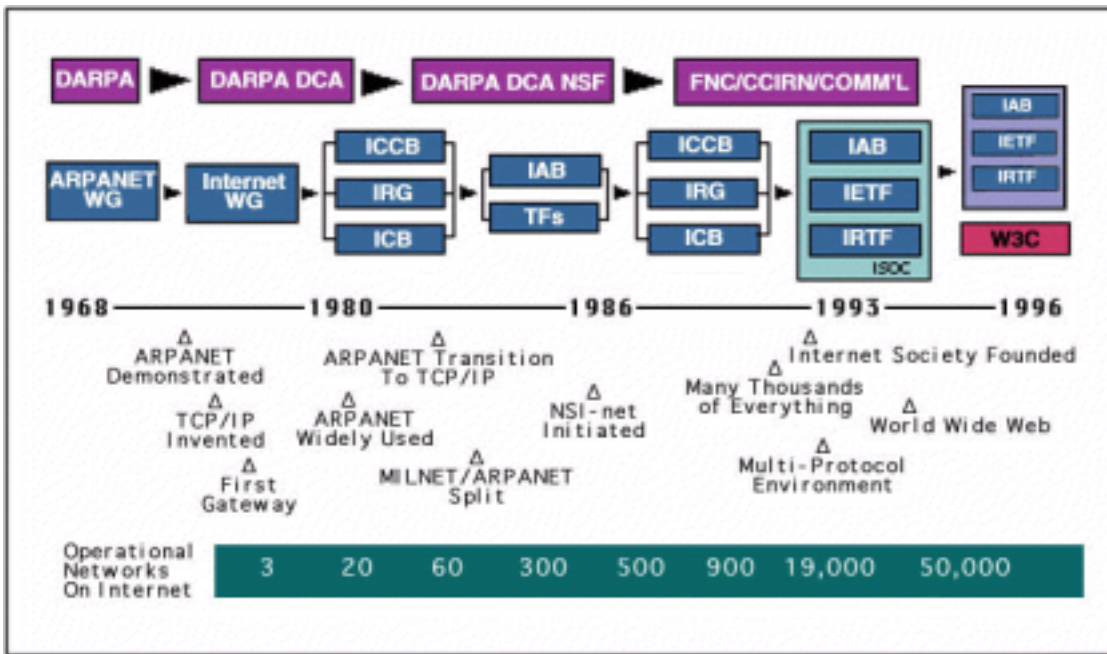 DARPA
DARPA DCA
DARPA DCA NSF
FNC/CCIRN/COMM'L
ARPANET
WG
Internet
WG
ICCB
IRG
ICB
IAB
TFs
ICCB
IRG
ICB
IAB
IETF
IRTF
ISOC
IAB
IETF
IRTF
W3C
1968
1980
1986
1993
1996
Δ
ARPANET
Demonstrated
Δ
TCP/IP
Invented
Δ
First
Gateway
Δ
ARPANET Transition
To TCP/IP
Δ
ARPANET
Widely Used
Δ
MILNET/ARPANET
Split
Δ
NSI-net
Initiated
Δ
Internet Society Founded
Δ
Many Thousands
of Everything
Δ
World Wide Web
Δ
Multi-Protocol
Environment
Operational
Networks
On Internet
3 20 60 300 500 900 19,000 50,000